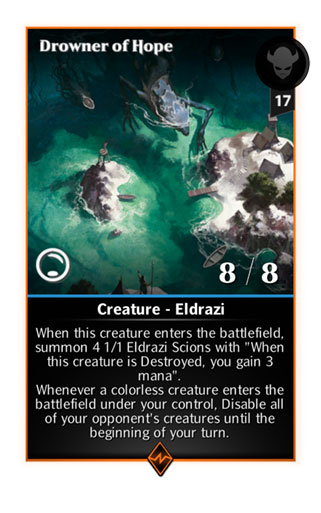 Drowner of Hope
17
8 / 8
Creature - Eldrazi
When this creature enters the battlefield,
summon 4 1/1 Eldrazi Scions with "When
this creature is Destroyed, you gain 3
mana".
Whenever a colorless creature enters the
battlefield under your control, Disable all
of your opponent's creatures until the
beginning of your turn.